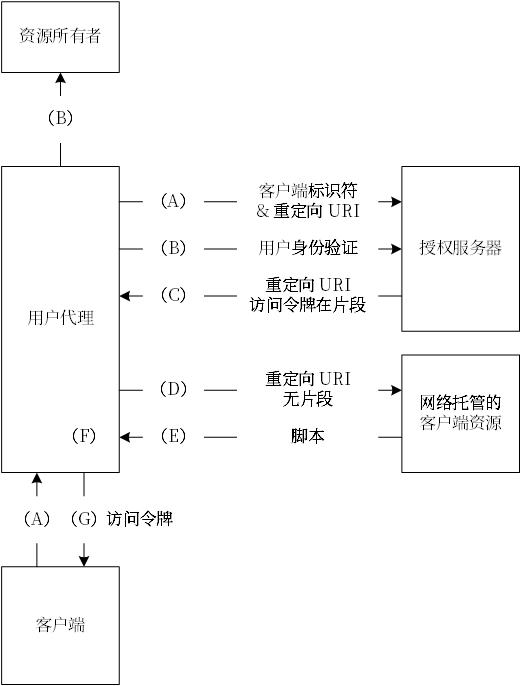 资源所有者
（B）
（A）
客户端标识符
& 重定向 URI
（B）
用户身份验证
授权服务器
（C）
重定向 URI
访问令牌在片段
用户代理
（D）
重定向 URI
无片段
网络托管的
客户端资源
（F）
（E）
脚本
（A）
（G）访问令牌
客户端